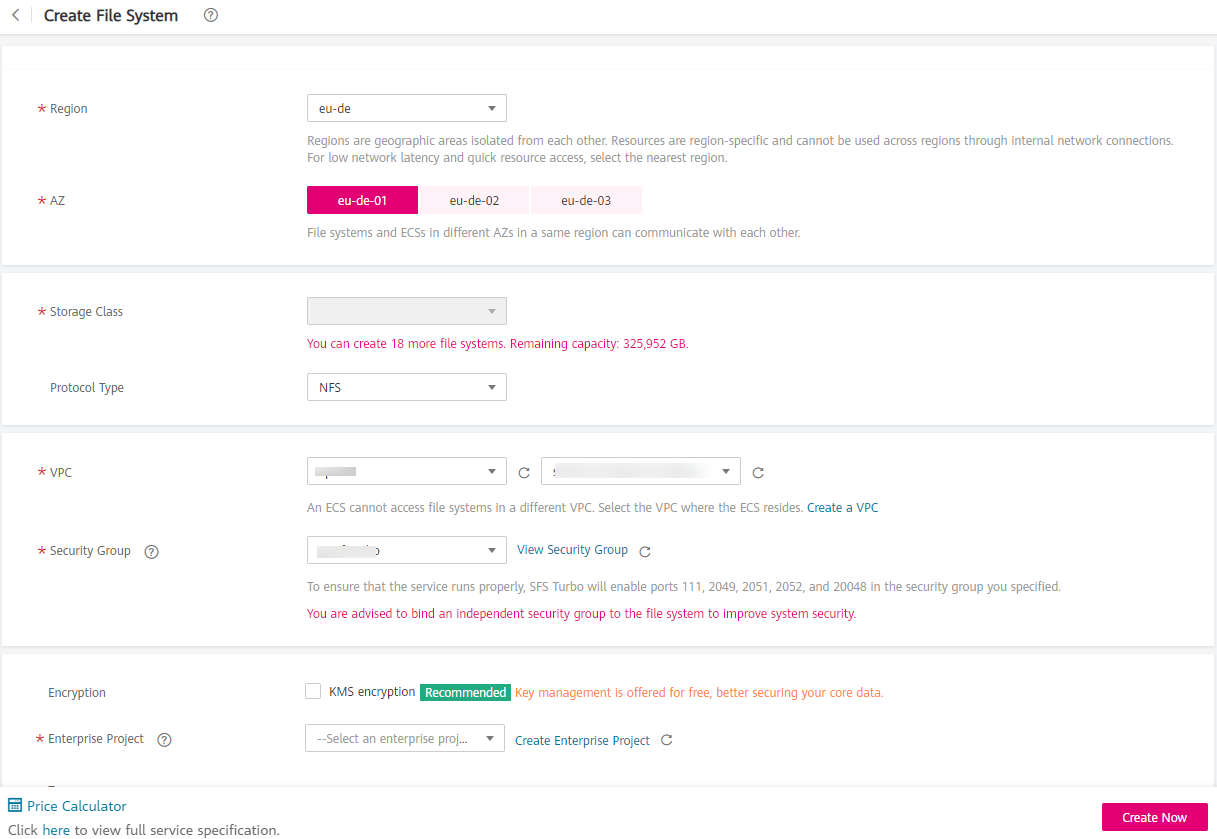 Create File System ?
* Region
eu-de
Regions are geographic areas isolated from each other. Resources are region-specific and cannot be used across regions through internal network connections.
For low network latency and quick resource access, select the nearest region.
* AZ
eu-de-01 eu-de-02 eu-de-03
File systems and ECSs in different AZs in a same region can communicate with each other.
* Storage Class
You can create 18 more file systems. Remaining capacity: 325,952 GB.
Protocol Type
NFS
* VPC
An ECS cannot access file systems in a different VPC. Select the VPC where the ECS resides. Create a VPC
* Security Group ?
View Security Group
To ensure that the service runs properly, SFS Turbo will enable ports 111, 2049, 2051, 2052, and 20048 in the security group you specified.
You are advised to bind an independent security group to the file system to improve system security.
Encryption
KMS encryption Recommended Key management is offered for free, better securing your core data.
* Enterprise Project ?
--Select an enterprise proj... Create Enterprise Project
Price Calculator
Click here to view full service specification.
Create Now